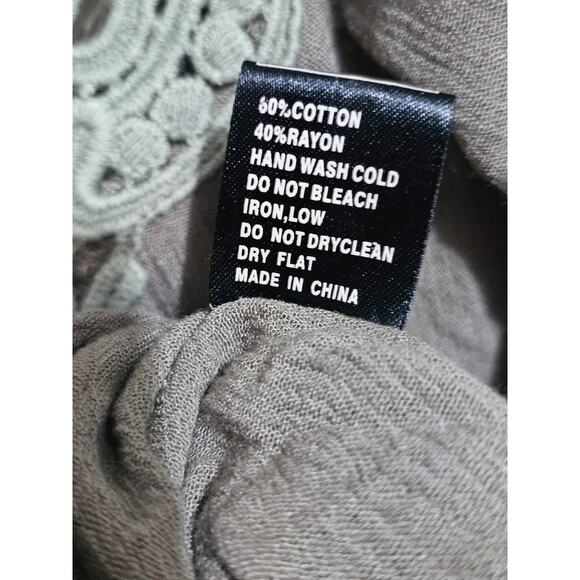 60%COTTON
40%RAYON
HAND WASH COLD
DO NOT BLEACH
IRON,LOW
DO NOT DRYCLEAN
DRY FLAT
MADE IN CHINA